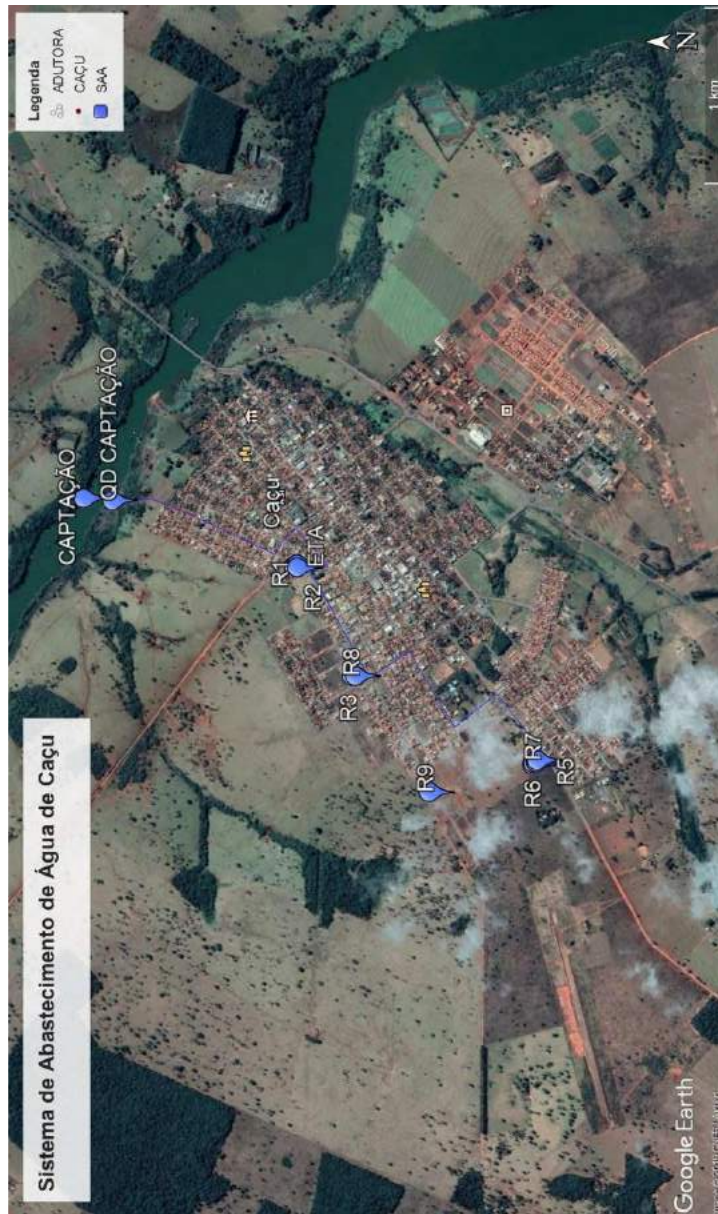 Sistema de Abastecimento de Água de Caçu
Legenda
ADUTORA
CAÇU
SAA
CAPTAÇÃO
QD CAPTAÇÃO
Caçu
R1
ETA
R2
R8
R3
R9
R7
R6
R5
Google Earth
N
1 km